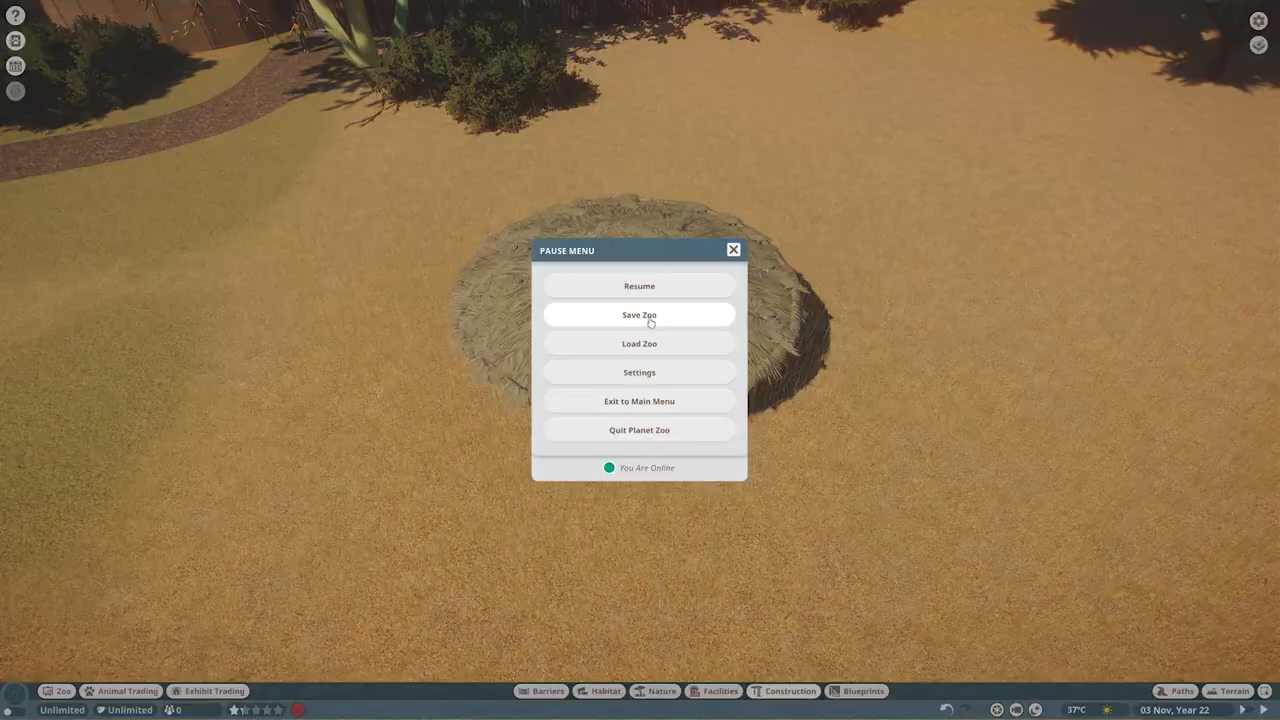 PAUSE MENU
Resume
Save Zoo
Load Zoo
Settings
Exit to Main Menu
Quit Planet Zoo
You Are Online
Zoo Animal Trading Exhibit Trading Barriers Habitat Nature Facilities Construction Blueprints Paths Terrain
Unlimited Unlimited 0 37°C 03 Nov, Year 22